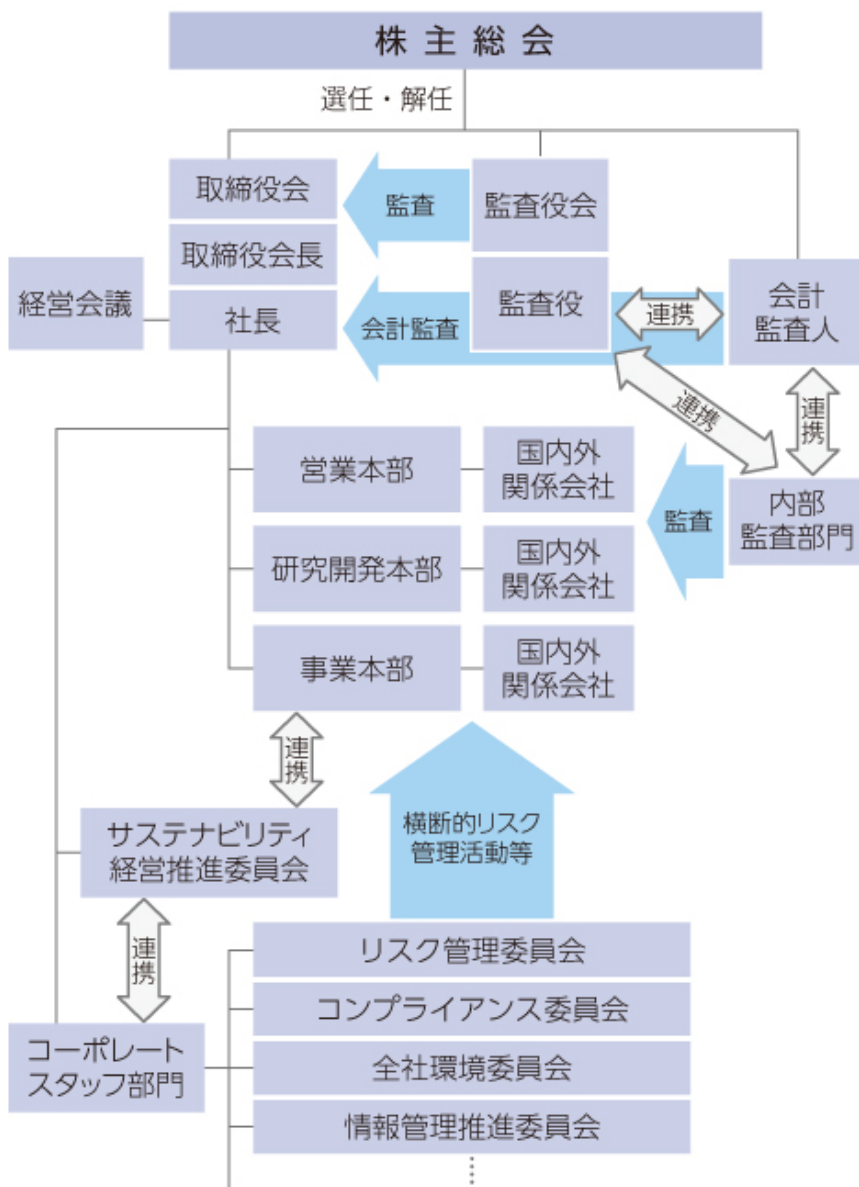 株主総会
選任・解任
取締役会
監査
監査役会
取締役会長
経営会議
社長
会計監査
監査役
連携
会計
監査人
連携
連携
営業本部
国内外
関係会社
監査
内部
監査部門
研究開発本部
国内外
関係会社
事業本部
国内外
関係会社
連携
横断的リスク
管理活動等
サステナビリティ
経営推進委員会
連携
リスク管理委員会
コンプライアンス委員会
コーポレート
スタッフ部門
全社環境委員会
情報管理推進委員会